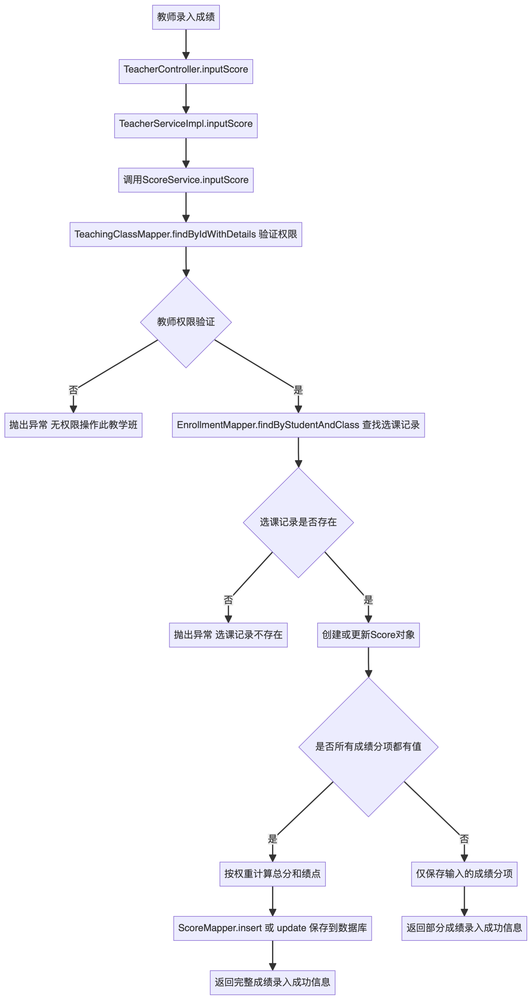 教师录入成绩
TeacherController.inputScore
TeacherServiceImpl.inputScore
调用ScoreService.inputScore
TeachingClassMapper.findByIdWithDetails 验证权限
教师权限验证
否
是
抛出异常 无权限操作此教学班
EnrollmentMapper.findByStudentAndClass 查找选课记录
选课记录是否存在
否
是
抛出异常 选课记录不存在
创建或更新Score对象
是否所有成绩分项都有值
是
否
按权重计算总分和绩点
仅保存输入的成绩分项
ScoreMapper.insert 或 update 保存到数据库
返回部分成绩录入成功信息
返回完整成绩录入成功信息